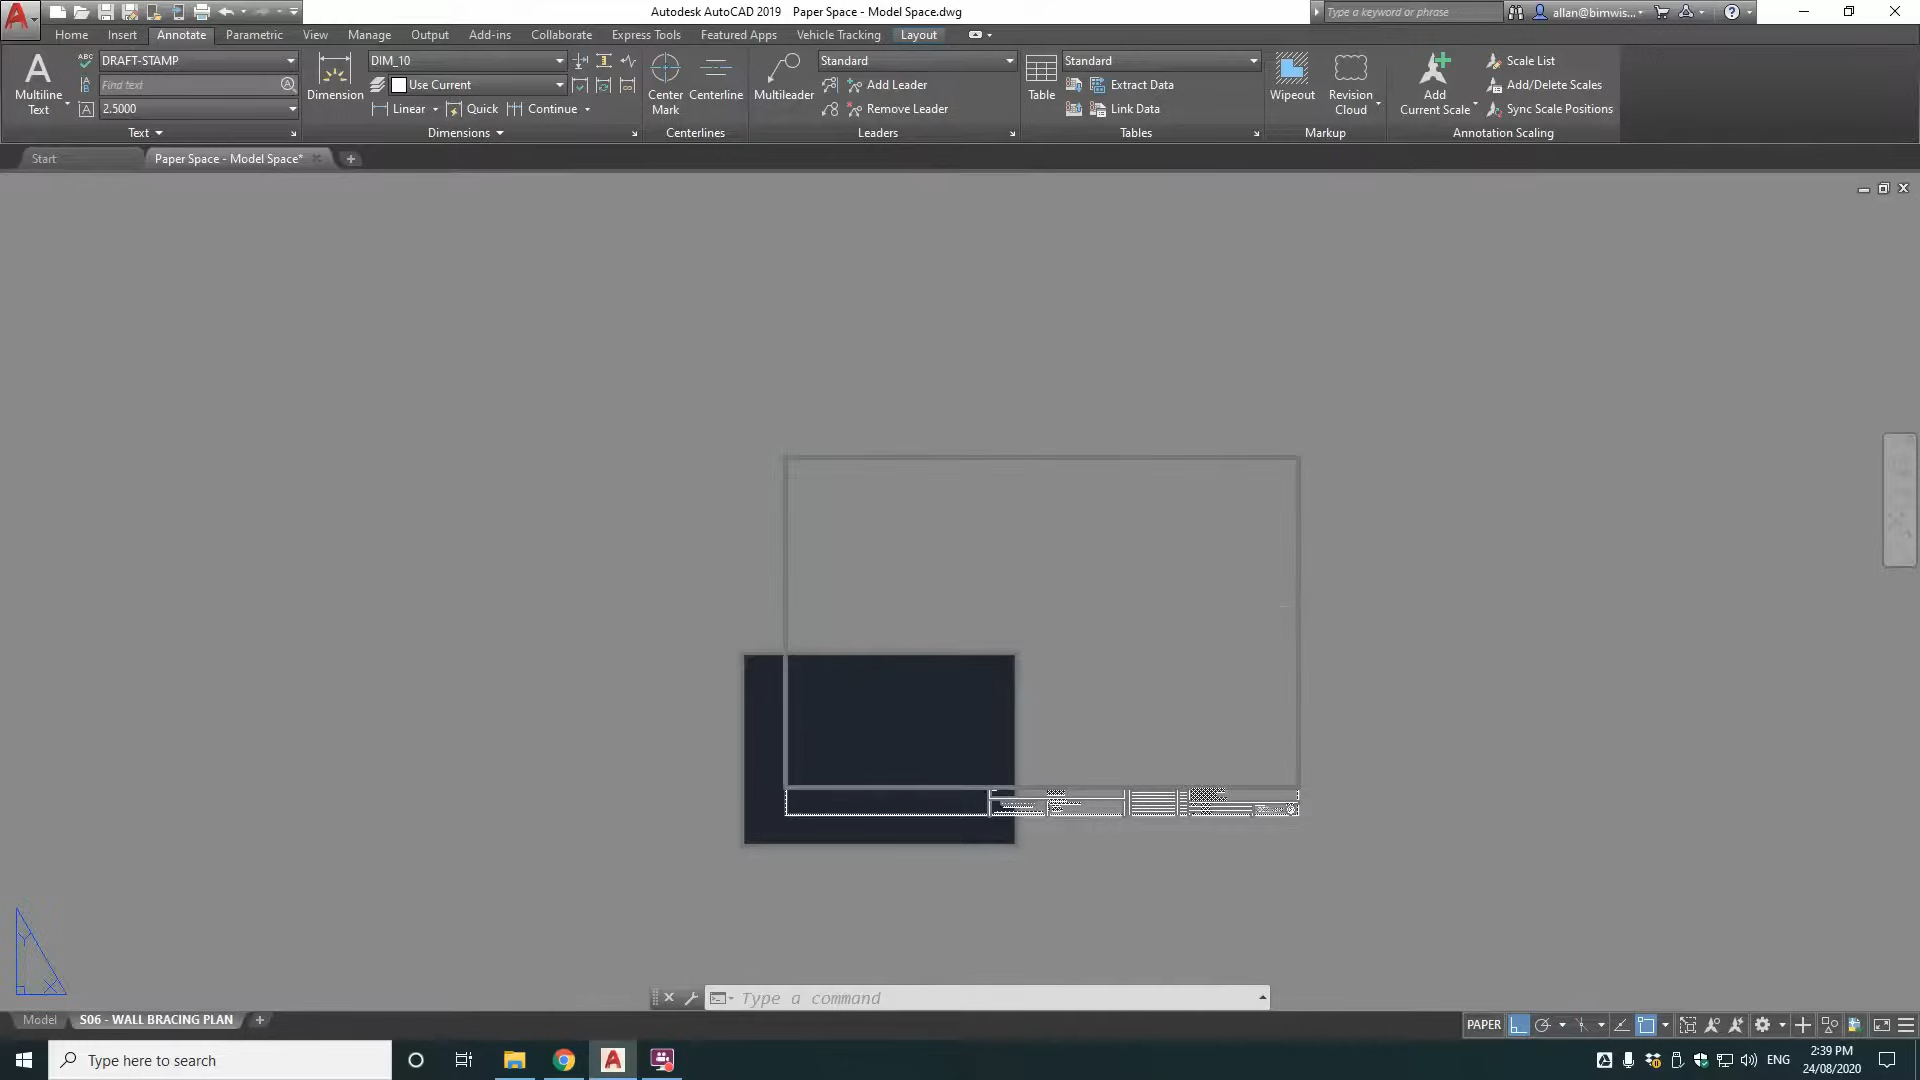 Autodesk AutoCAD 2019 Paper Space - Model Space.dwg
Type a keyword or phrase
allan@bimwis...
Home Insert Annotate Parametric View Manage Output Add-ins Collaborate Express Tools Featured Apps Vehicle Tracking Layout
DRAFT-STAMP
DIM_10
Standard
Standard
Scale List
Find text
Use Current
Add Leader
Extract Data
Add/Delete Scales
Multiline Text
Dimension
Center Mark
Centerline
Multileader
Table
Wipeout
Revision Cloud
Add Current Scale
2.5000
Linear Quick Continue
Remove Leader
Link Data
Sync Scale Positions
Text Dimensions Centerlines Leaders Tables Markup Annotation Scaling
Start Paper Space - Model Space*
Type a command
Model S06 - WALL BRACING PLAN
PAPER
Type here to search
ENG
2:39 PM
24/08/2020